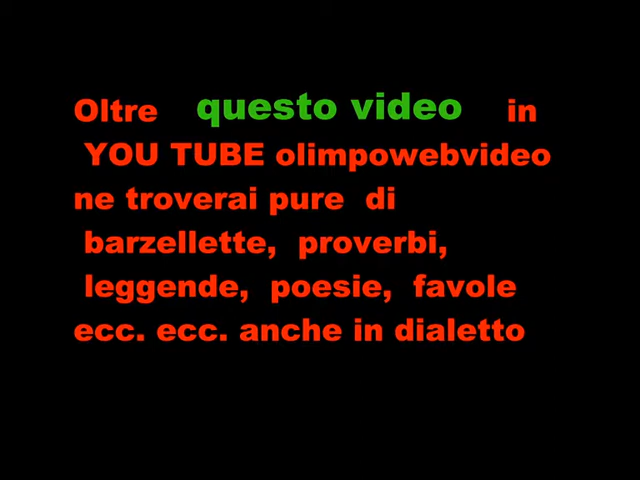 Oltre questo video in
YOU TUBE olimpowebvideo
ne troverai pure di
barzellette, proverbi,
leggende, poesie, favole
ecc. ecc. anche in dialetto